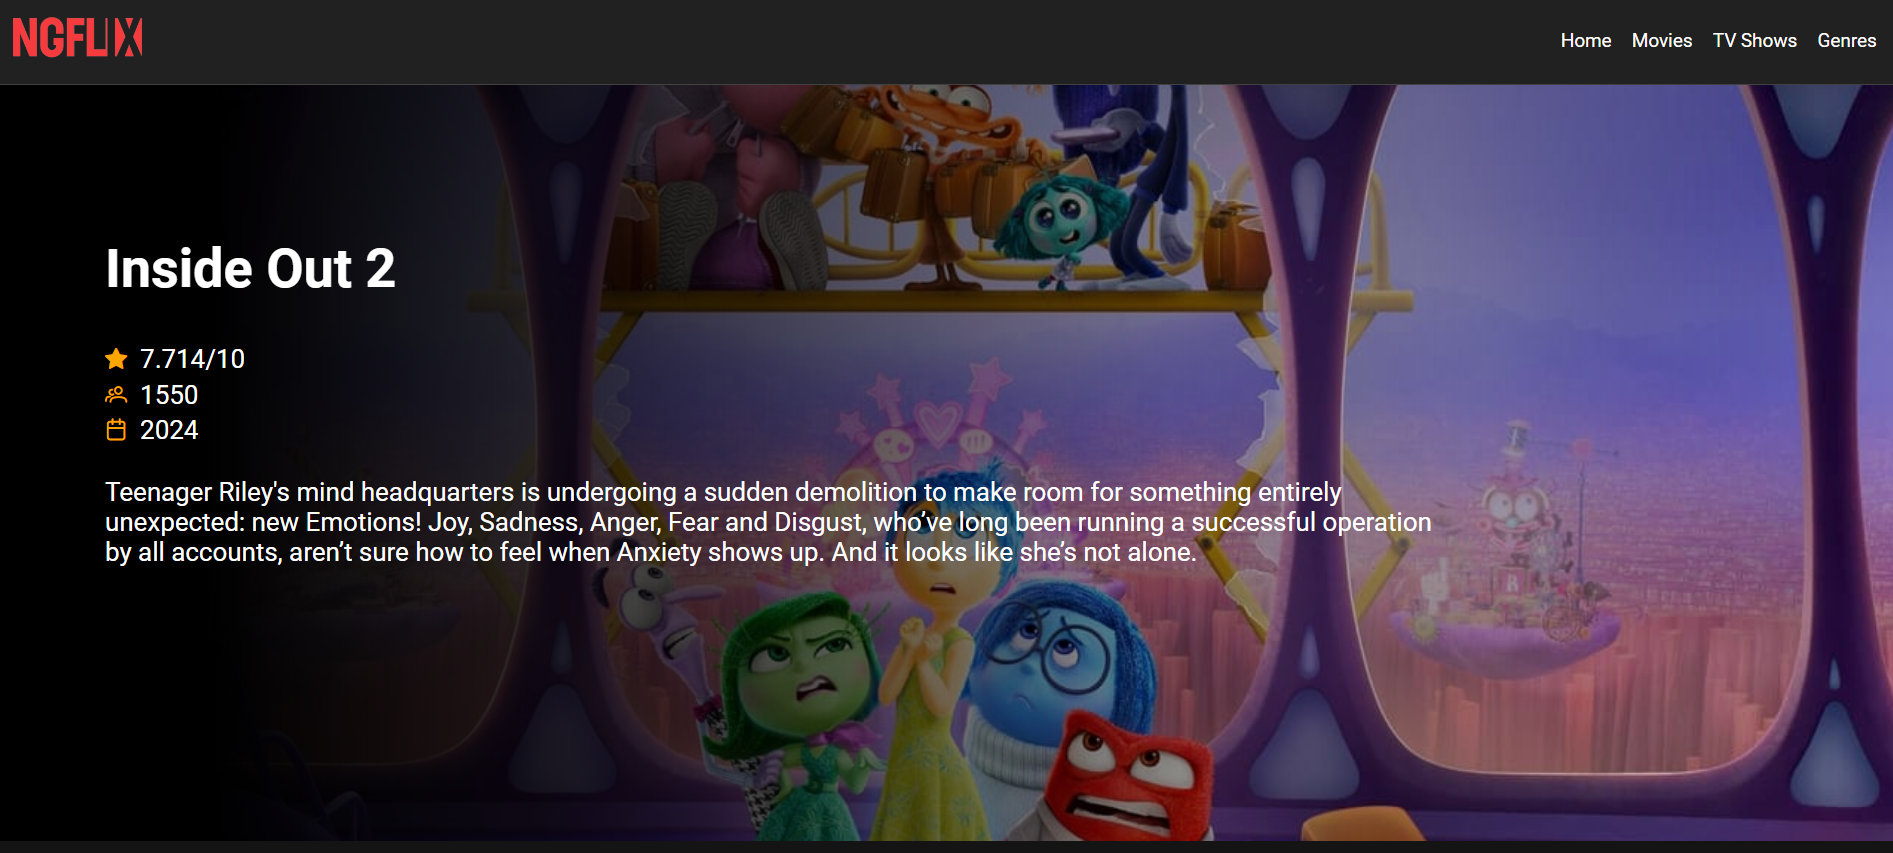 NGFLIX
Home Movies TV Shows Genres
Inside Out 2
7.714/10
1550
2024
Teenager Riley's mind headquarters is undergoing a sudden demolition to make room for something entirely
unexpected: new Emotions! Joy, Sadness, Anger, Fear and Disgust, who’ve long been running a successful operation
by all accounts, aren’t sure how to feel when Anxiety shows up. And it looks like she’s not alone.